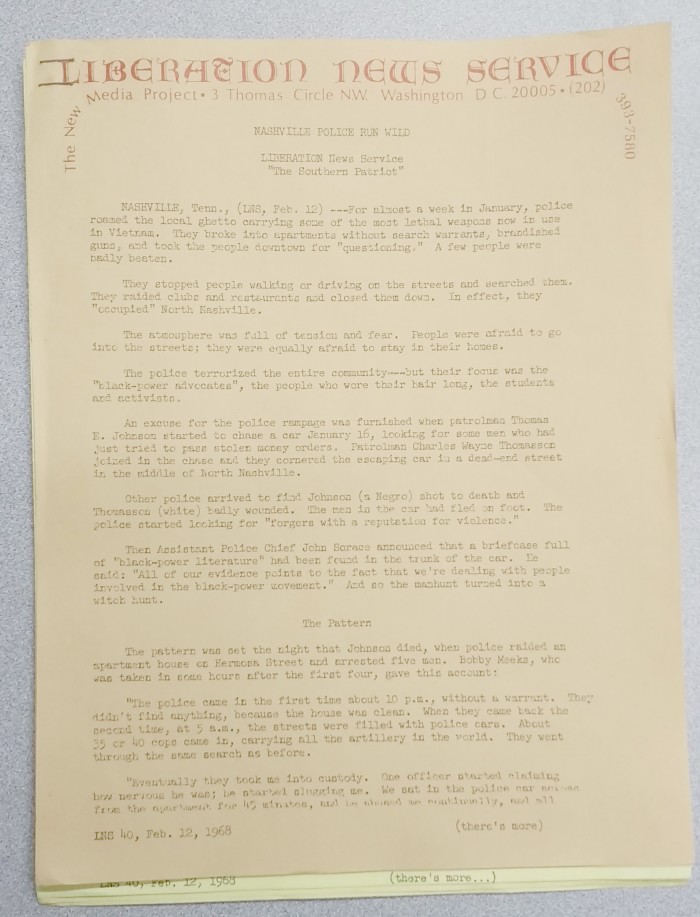 LIBERATION NEWS SERVICE
The New Media Project • 3 Thomas Circle N.W. Washington D.C. 20005 • (202) 393-7580
NASHVILLE POLICE RUN WILD
LIBERATION News Service
"The Southern Patriot"
NASHVILLE, Tenn., (LNS, Feb. 12) ---For almost a week in January, police
roamed the local ghetto carrying some of the most lethal weapons now in use
in Vietnam. They broke into apartments without search warrants, brandished
guns, and took the people downtown for "questioning." A few people were
badly beaten.
They stopped people walking or driving on the streets and searched them.
They raided clubs and restaurants and closed them down. In effect, they
"occupied" North Nashville.
The atmosphere was full of tension and fear. People were afraid to go
into the streets; they were equally afraid to stay in their homes.
The police terrorized the entire community---but their focus was the
"black-power advocates", the people who wore their hair long, the students
and activists.
An excuse for the police rampage was furnished when patrolman Thomas
E. Johnson started to chase a car January 16, looking for some men who had
just tried to pass stolen money orders. Patrolman Charles Wayne Thomasson
joined in the chase and they cornered the escaping car in a dead-end street
in the middle of North Nashville.
Other police arrived to find Johnson (a Negro) shot to death and
Thomasson (white) badly wounded. The men in the car had fled on foot. The
police started looking for "forgers with a reputation for violence."
Then Assistant Police Chief John Sorace announced that a briefcase full
of "black-power literature" had been found in the trunk of the car. He
said: "All of our evidence points to the fact that we're dealing with people
involved in the black-power movement." And so the manhunt turned into a
witch hunt.
The Pattern
The pattern was set the night that Johnson died, when police raided an
apartment house on Hermosa Street and arrested five men. Bobby Meeks, who
was taken in some hours after the first four, gave this account:
"The police came in the first time about 10 p.m., without a warrant. They
didn't find anything, because the house was clean. When they came back the
second time, at 5 a.m., the streets were filled with police cars. About
35 or 40 cops came in, carrying all the artillery in the world. They went
through the same search as before.
"Eventually they took me into custody. One officer started claiming
how nervous he was; he started slugging me. We sat in the police car across
from the apartment for 45 minutes, and he abused me continually, and all
LNS 40, Feb. 12, 1968 (there's more)
LNS 40, Feb. 12, 1968 (there's more...)